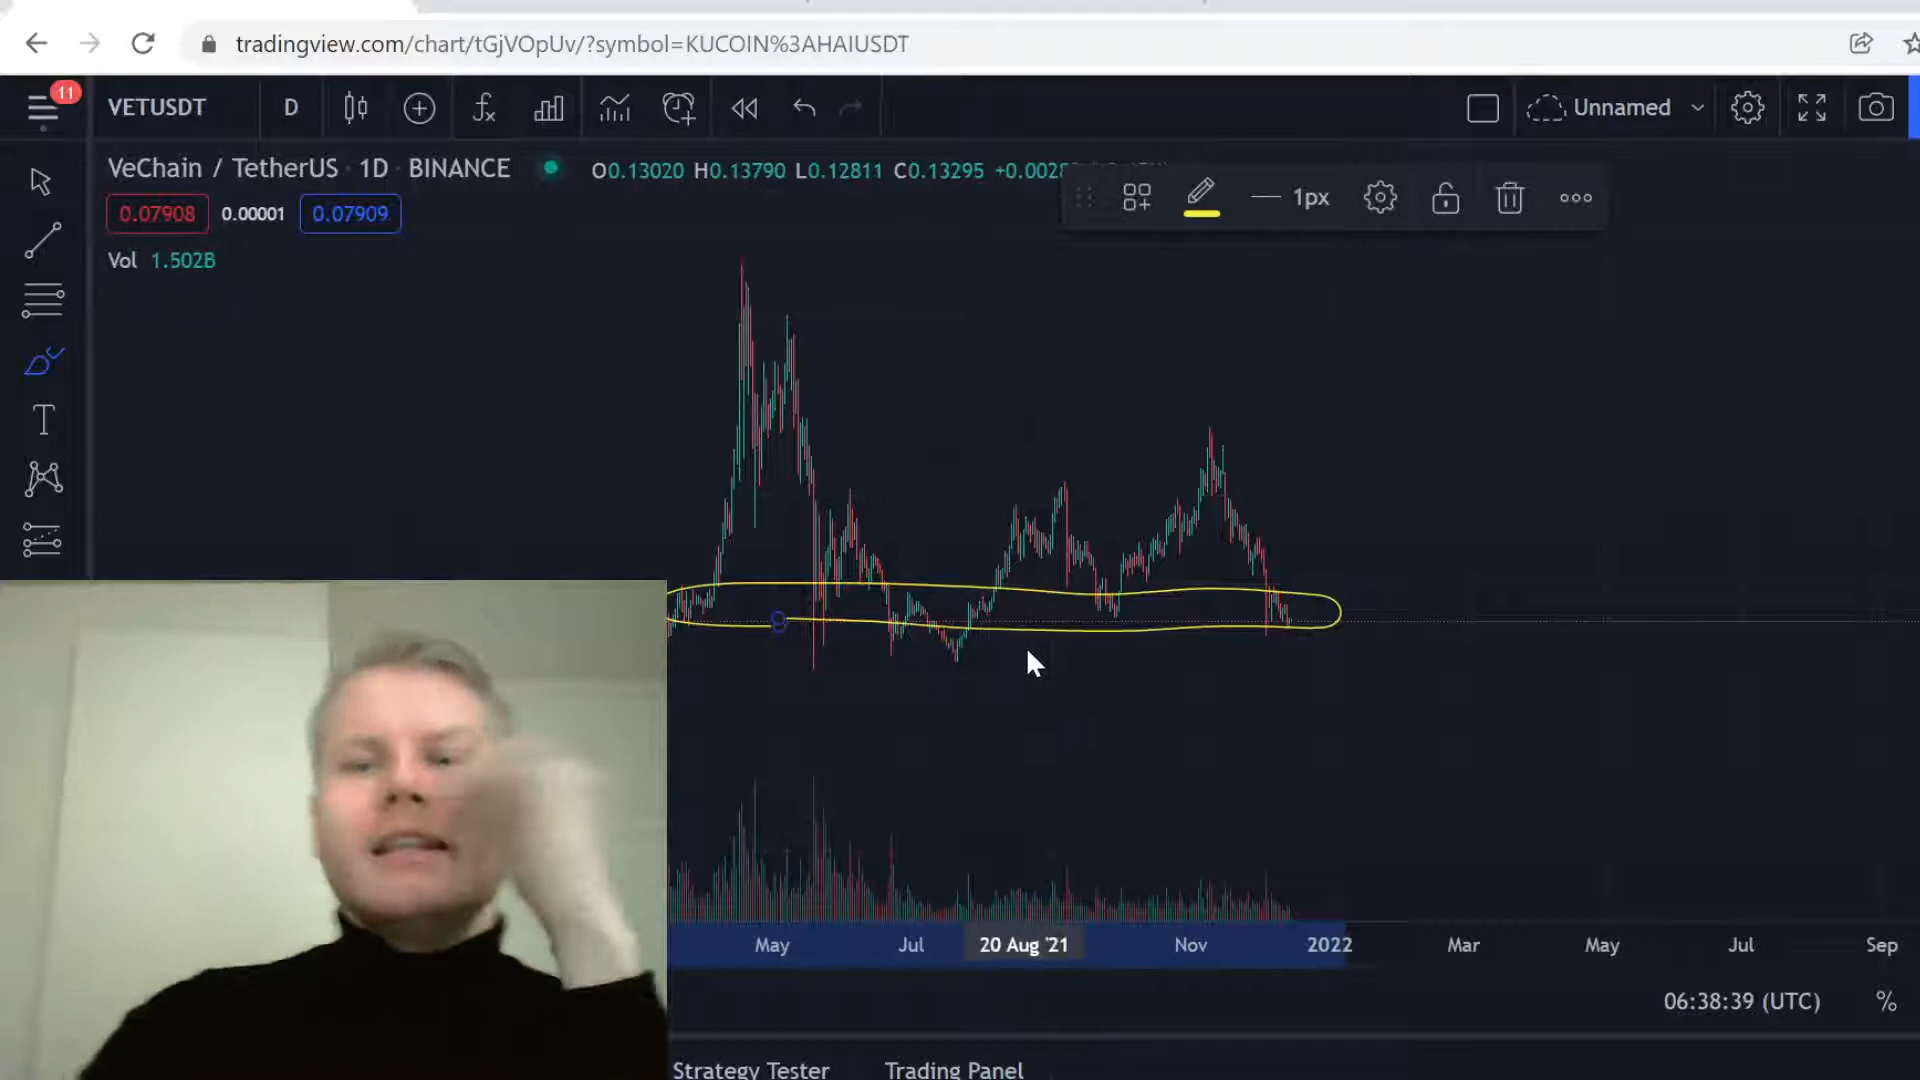 tradingview.com/chart/tGjVOpUv/?symbol=KUCOIN%3AHAIUSDT
11
VETUSDT
D
Unnamed
VeChain / TetherUS · 1D · BINANCE
O0.13020 H0.13790 L0.12811 C0.13295 +0.0028
1px
0.07908
0.00001
0.07909
Vol 1.502B
T
May
Jul
20 Aug '21
Nov
2022
Mar
May
Jul
Sep
06:38:39 (UTC)
%
Strategy Tester
Trading Panel